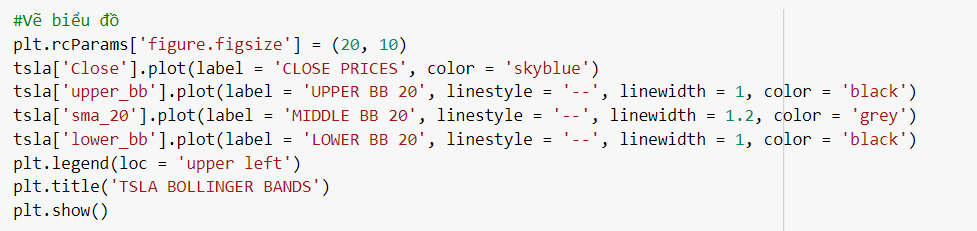 #Vẽ biểu đồ
plt.rcParams['figure.figsize'] = (20, 10)
tsla['Close'].plot(label = 'CLOSE PRICES', color = 'skyblue')
tsla['upper_bb'].plot(label = 'UPPER BB 20', linestyle = '--', linewidth = 1, color = 'black')
tsla['sma_20'].plot(label = 'MIDDLE BB 20', linestyle = '--', linewidth = 1.2, color = 'grey')
tsla['lower_bb'].plot(label = 'LOWER BB 20', linestyle = '--', linewidth = 1, color = 'black')
plt.legend(loc = 'upper left')
plt.title('TSLA BOLLINGER BANDS')
plt.show()